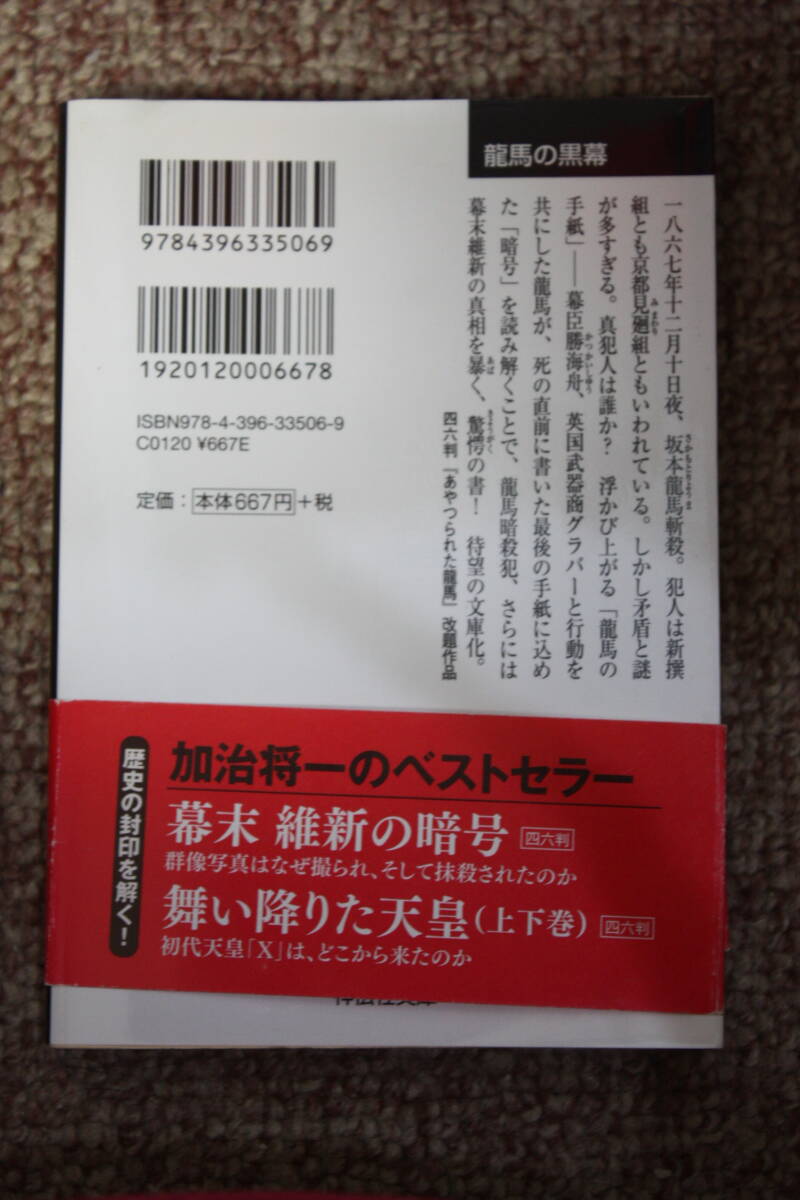 龍馬の黒幕
一八六七年十二月十日夜、坂本龍馬斬殺。犯人は新撰
組とも京都見廻組ともいわれている。しかし矛盾と謎
が多すぎる。真犯人は誰か？　浮かび上がる「龍馬の
手紙」――幕臣勝海舟、英国武器商グラバーと行動を
共にした龍馬が、死の直前に書いた最後の手紙に込め
た「暗号」を読み解くことで、龍馬暗殺犯、さらには
幕末維新の真相を暴く、驚愕の書！　待望の文庫化。
四六判『あやつられた龍馬』改題作品
9784396335069
1920120006678
ISBN978-4-396-33506-9
C0120 ¥667E
定価：本体667円＋税
歴史の封印を解く！
加治将一のベストセラー
幕末 維新の暗号 四六判
群像写真はなぜ撮られ、そして抹殺されたのか
舞い降りた天皇（上下巻） 四六判
初代天皇「X」は、どこから来たのか